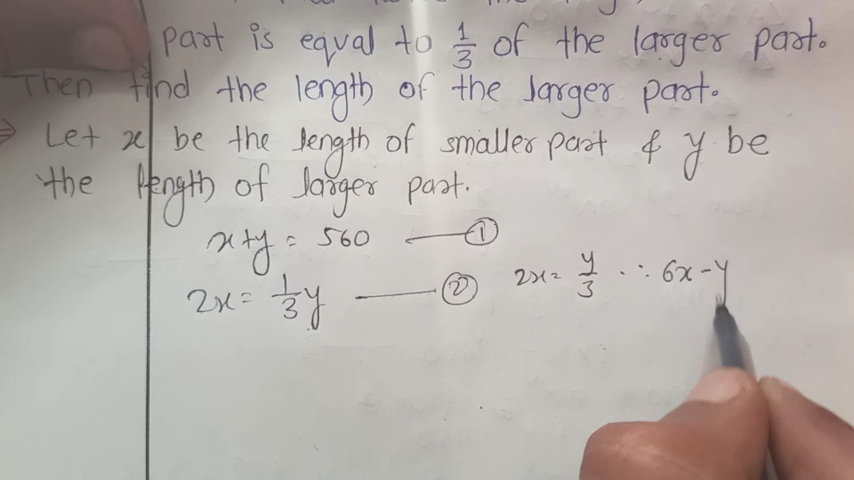 part is equal to 1/3 of the larger part.
Then find the length of the larger part.
⇒ Let x be the length of smaller part & y be
the length of larger part.
x+y = 560 —— ①
2x = 1/3 y —— ②
2x = y/3 ∴ 6x - y